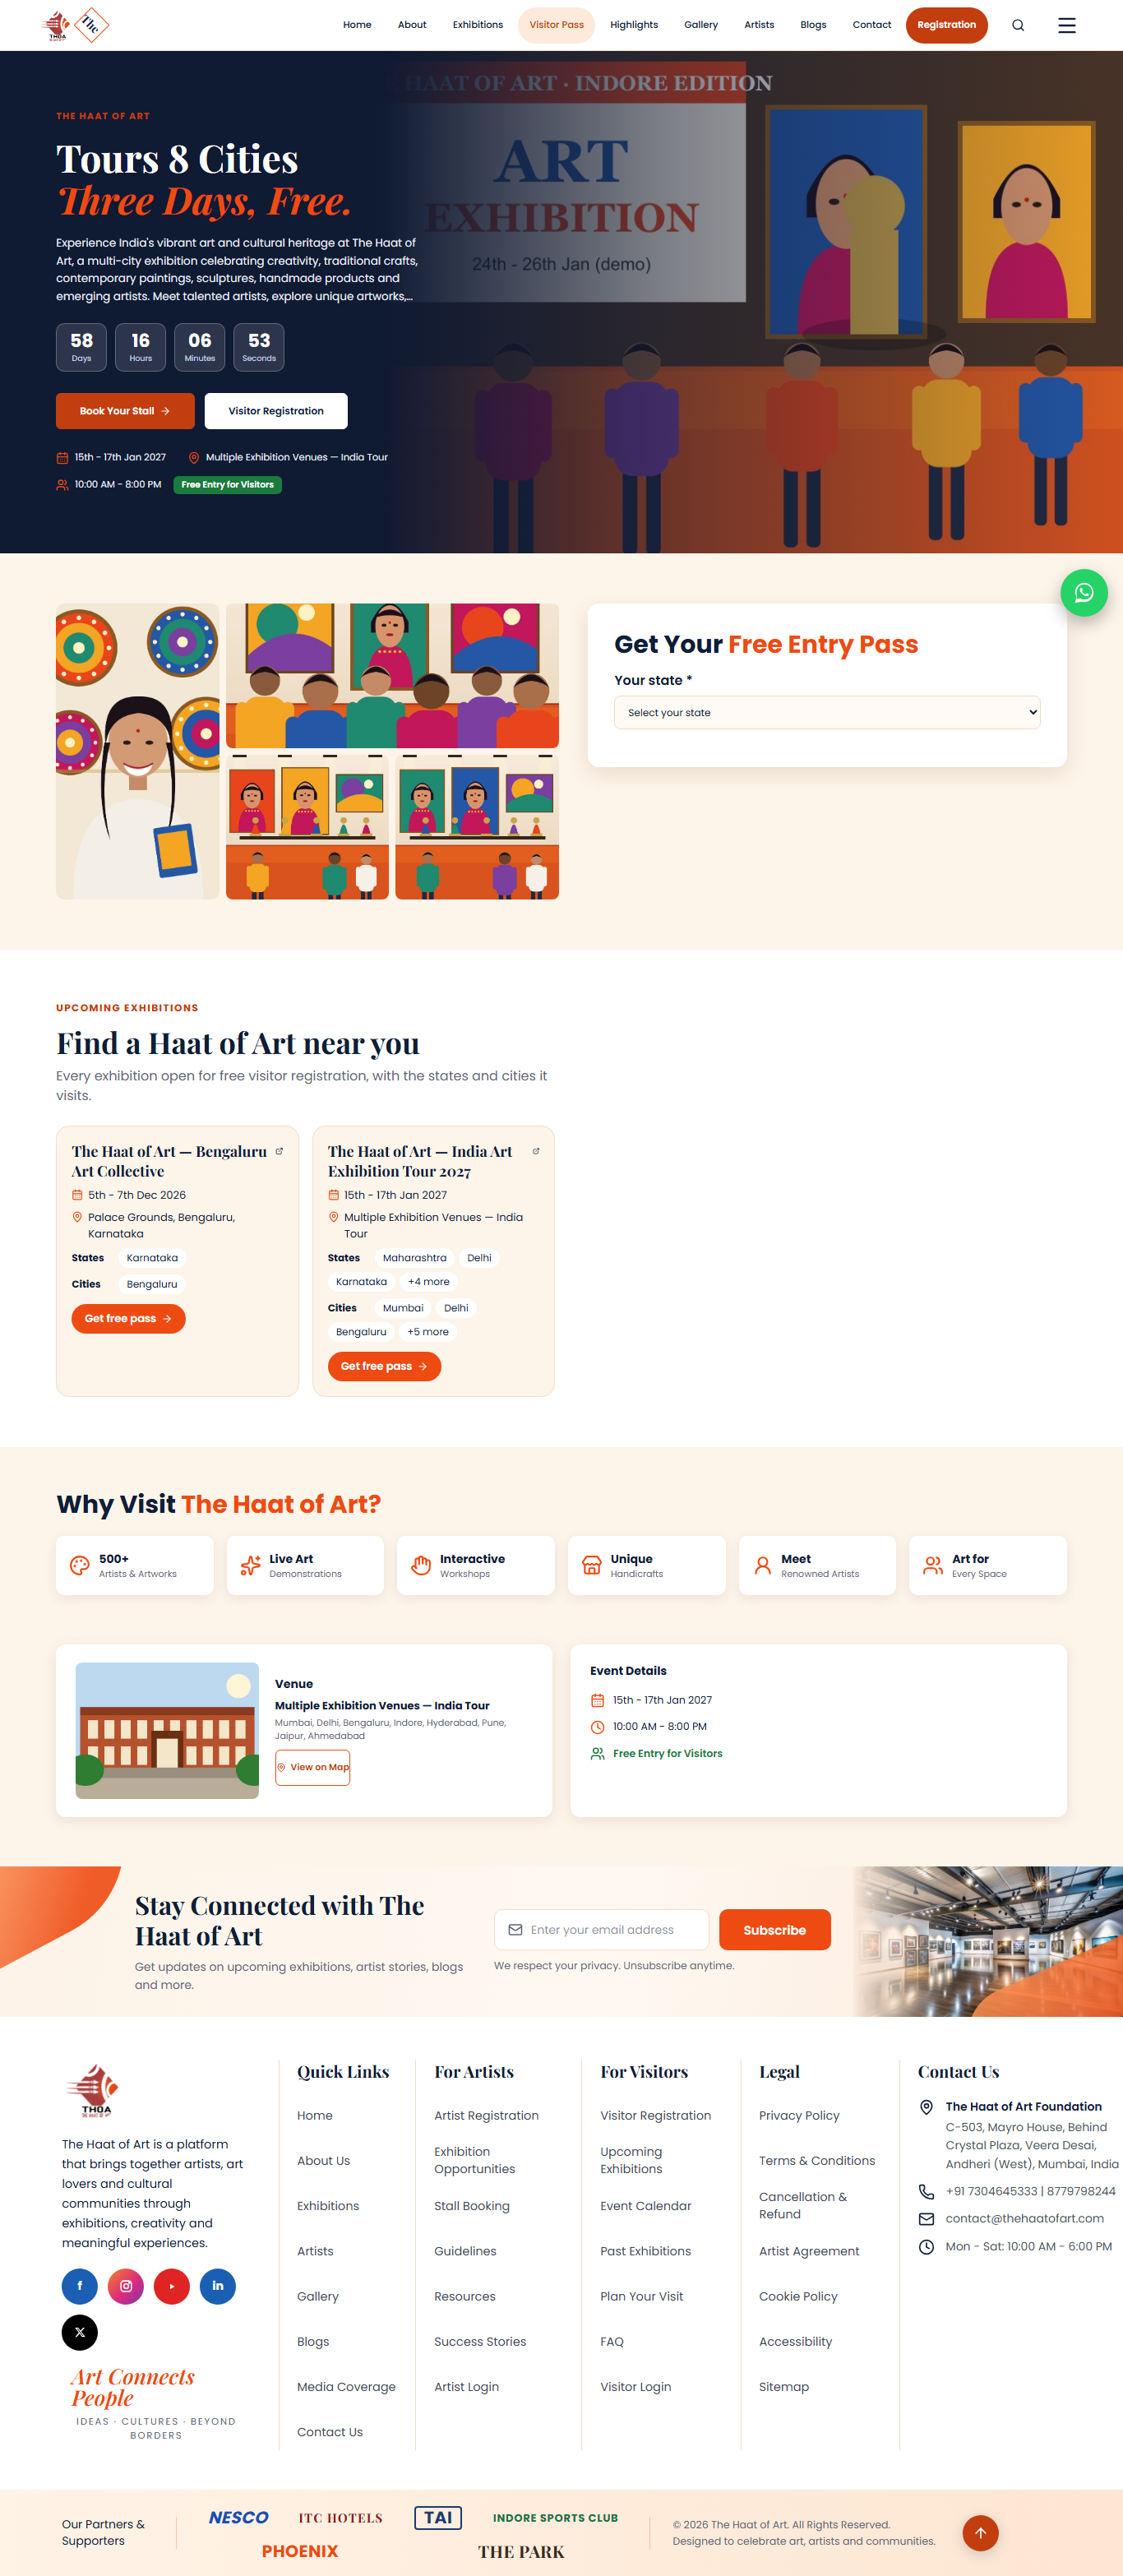 THOA
The
Home
About
Exhibitions
Visitor Pass
Highlights
Gallery
Artists
Blogs
Contact
Registration
HAAT OF ART · INDORE EDITION
ART
EXHIBITION
24th - 26th Jan (demo)
THE HAAT OF ART
Tours 8 Cities
Three Days, Free.
Experience India's vibrant art and cultural heritage at The Haat of
Art, a multi-city exhibition celebrating creativity, traditional crafts,
contemporary paintings, sculptures, handmade products and
emerging artists. Meet talented artists, explore unique artworks,...
58 Days
16 Hours
06 Minutes
53 Seconds
Book Your Stall
Visitor Registration
15th - 17th Jan 2027
Multiple Exhibition Venues — India Tour
10:00 AM - 8:00 PM
Free Entry for Visitors
Get Your Free Entry Pass
Your state *
Select your state
UPCOMING EXHIBITIONS
Find a Haat of Art near you
Every exhibition open for free visitor registration, with the states and cities it
visits.
The Haat of Art — Bengaluru
Art Collective
5th - 7th Dec 2026
Palace Grounds, Bengaluru,
Karnataka
States Karnataka
Cities Bengaluru
Get free pass
The Haat of Art — India Art
Exhibition Tour 2027
15th - 17th Jan 2027
Multiple Exhibition Venues — India
Tour
States Maharashtra Delhi
Karnataka +4 more
Cities Mumbai Delhi
Bengaluru +5 more
Get free pass
Why Visit The Haat of Art?
500+
Artists & Artworks
Live Art
Demonstrations
Interactive
Workshops
Unique
Handicrafts
Meet
Renowned Artists
Art for
Every Space
Venue
Multiple Exhibition Venues — India Tour
Mumbai, Delhi, Bengaluru, Indore, Hyderabad, Pune,
Jaipur, Ahmedabad
View on Map
Event Details
15th - 17th Jan 2027
10:00 AM - 8:00 PM
Free Entry for Visitors
Stay Connected with The
Haat of Art
Get updates on upcoming exhibitions, artist stories, blogs
and more.
Enter your email address
Subscribe
We respect your privacy. Unsubscribe anytime.
THOA
THE HAAT OF ART
The Haat of Art is a platform
that brings together artists, art
lovers and cultural
communities through
exhibitions, creativity and
meaningful experiences.
Art Connects
People
IDEAS · CULTURES · BEYOND
BORDERS
Quick Links
Home
About Us
Exhibitions
Artists
Gallery
Blogs
Media Coverage
Contact Us
For Artists
Artist Registration
Exhibition
Opportunities
Stall Booking
Guidelines
Resources
Success Stories
Artist Login
For Visitors
Visitor Registration
Upcoming
Exhibitions
Event Calendar
Past Exhibitions
Plan Your Visit
FAQ
Visitor Login
Legal
Privacy Policy
Terms & Conditions
Cancellation &
Refund
Artist Agreement
Cookie Policy
Accessibility
Sitemap
Contact Us
The Haat of Art Foundation
C-503, Mayro House, Behind
Crystal Plaza, Veera Desai,
Andheri (West), Mumbai, India
+91 7304645333 | 8779798244
contact@thehaatofart.com
Mon - Sat: 10:00 AM - 6:00 PM
Our Partners &
Supporters
NESCO
ITC HOTELS
TAI
INDORE SPORTS CLUB
PHOENIX
THE PARK
© 2026 The Haat of Art. All Rights Reserved.
Designed to celebrate art, artists and communities.